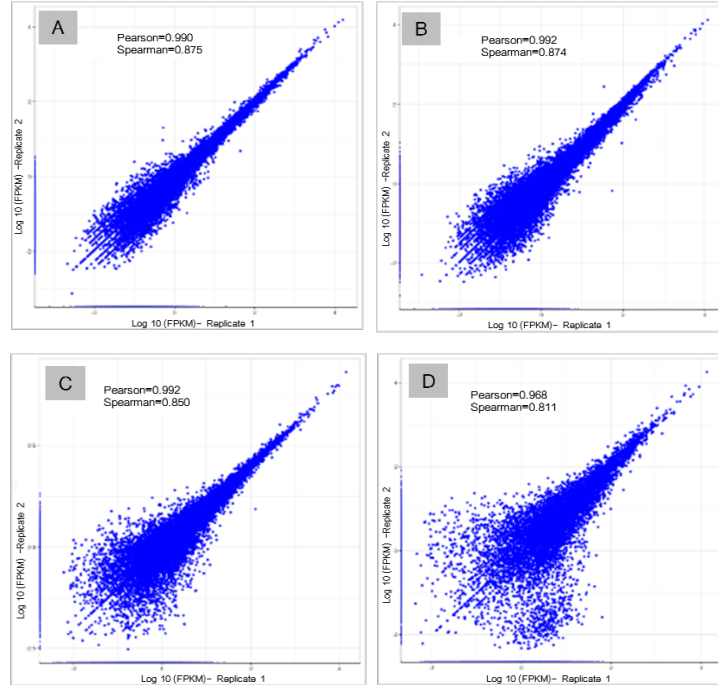 A
Pearson=0.990
Spearman=0.875
Log 10 (FPKM) -Replicate 2
Log 10 (FPKM)- Replicate 1
B
Pearson=0.992
Spearman=0.874
Log 10 (FPKM) -Replicate 2
Log 10 (FPKM)- Replicate 1
C
Pearson=0.992
Spearman=0.850
Log 10 (FPKM) -Replicate 2
Log 10 (FPKM)- Replicate 1
D
Pearson=0.968
Spearman=0.811
Log 10 (FPKM) -Replicate 2
Log 10 (FPKM)- Replicate 1